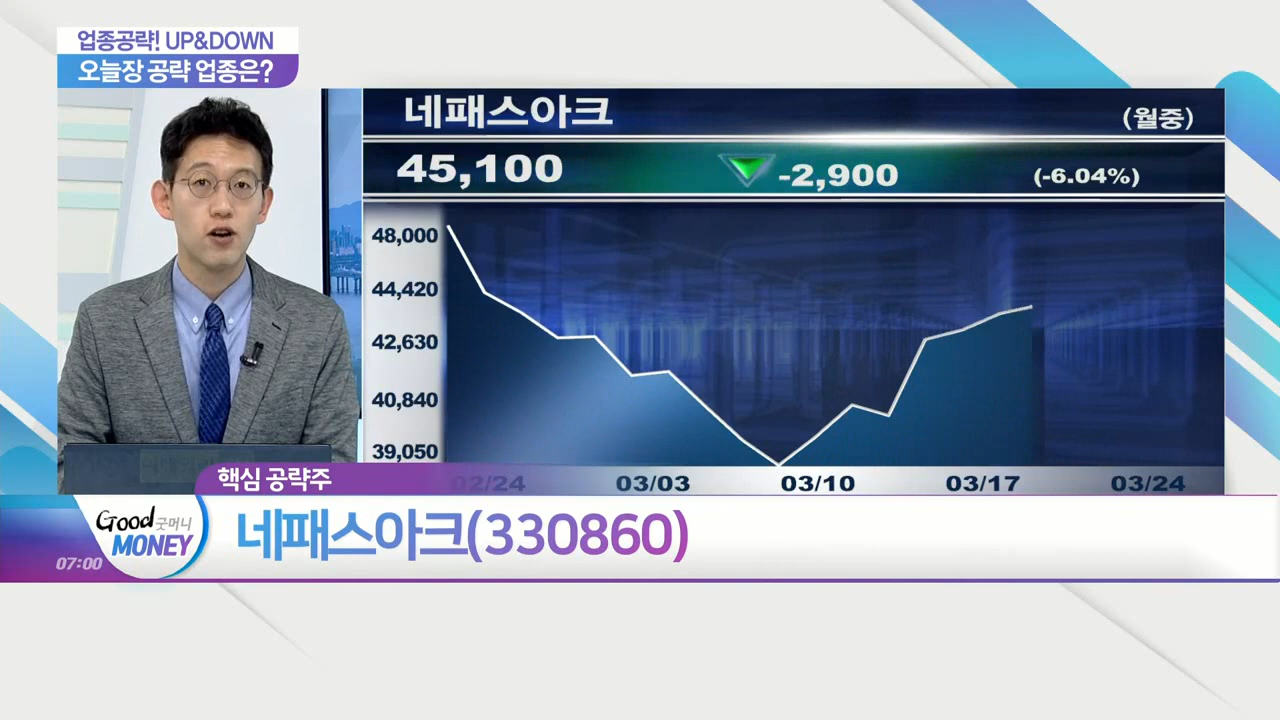 업종공략! UP&DOWN
오늘장 공략 업종은?
네패스아크
(월중)
45,100
-2,900
(-6.04%)
48,000
44,420
42,630
40,840
39,050
02/24
03/03
03/10
03/17
03/24
핵심 공략주
Good 굿머니
MONEY
네패스아크(330860)
07:00